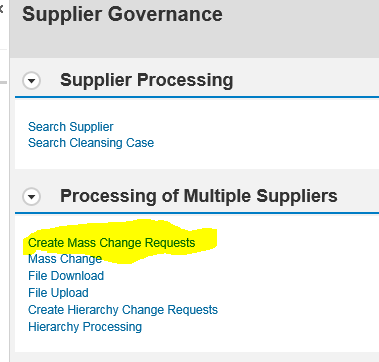 Supplier Governance
Supplier Processing
Search Supplier
Search Cleansing Case
Processing of Multiple Suppliers
Create Mass Change Requests
Mass Change
File Download
File Upload
Create Hierarchy Change Requests
Hierarchy Processing